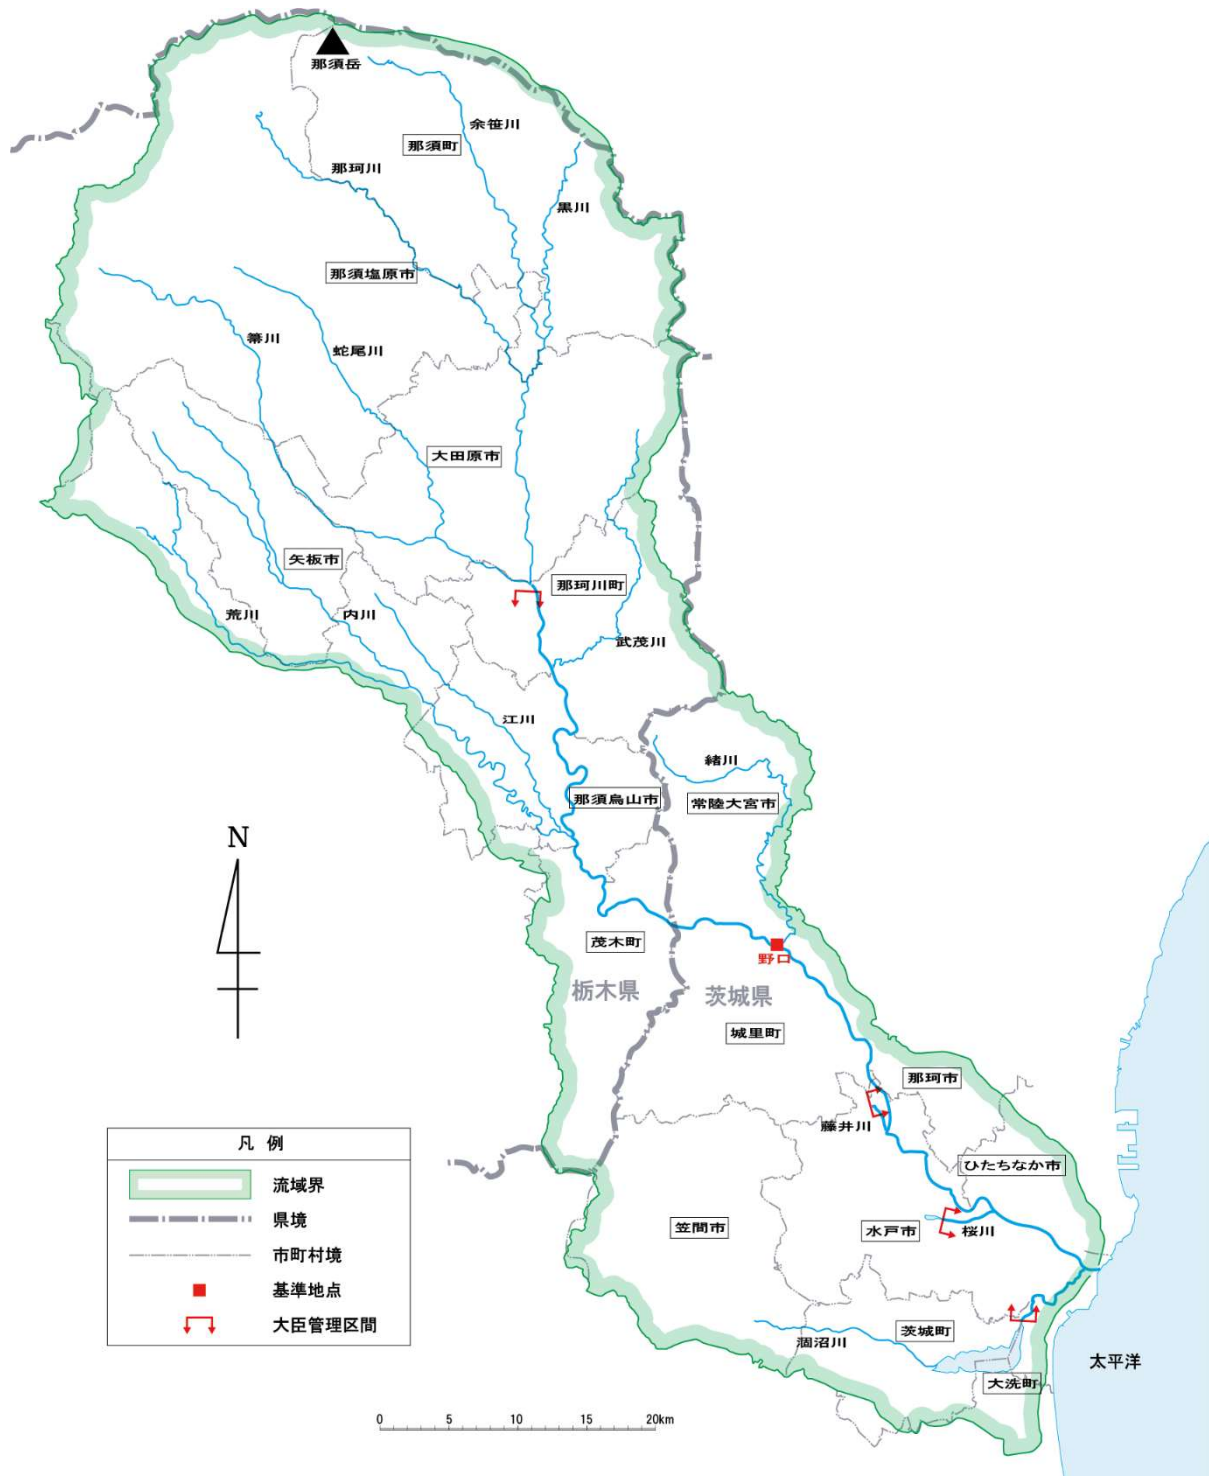 那須岳
余笹川
那須町
那珂川
黒川
那須塩原市
箒川
蛇尾川
大田原市
矢板市
那珂川町
荒川
内川
武茂川
江川
緒川
那須烏山市
常陸大宮市
N
茂木町
野口
栃木県
茨城県
城里町
那珂市
藤井川
ひたちなか市
笠間市
水戸市
桜川
茨城町
涸沼川
太平洋
大洗町
凡 例
流域界
県境
市町村境
基準地点
大臣管理区間
0 5 10 15 20km